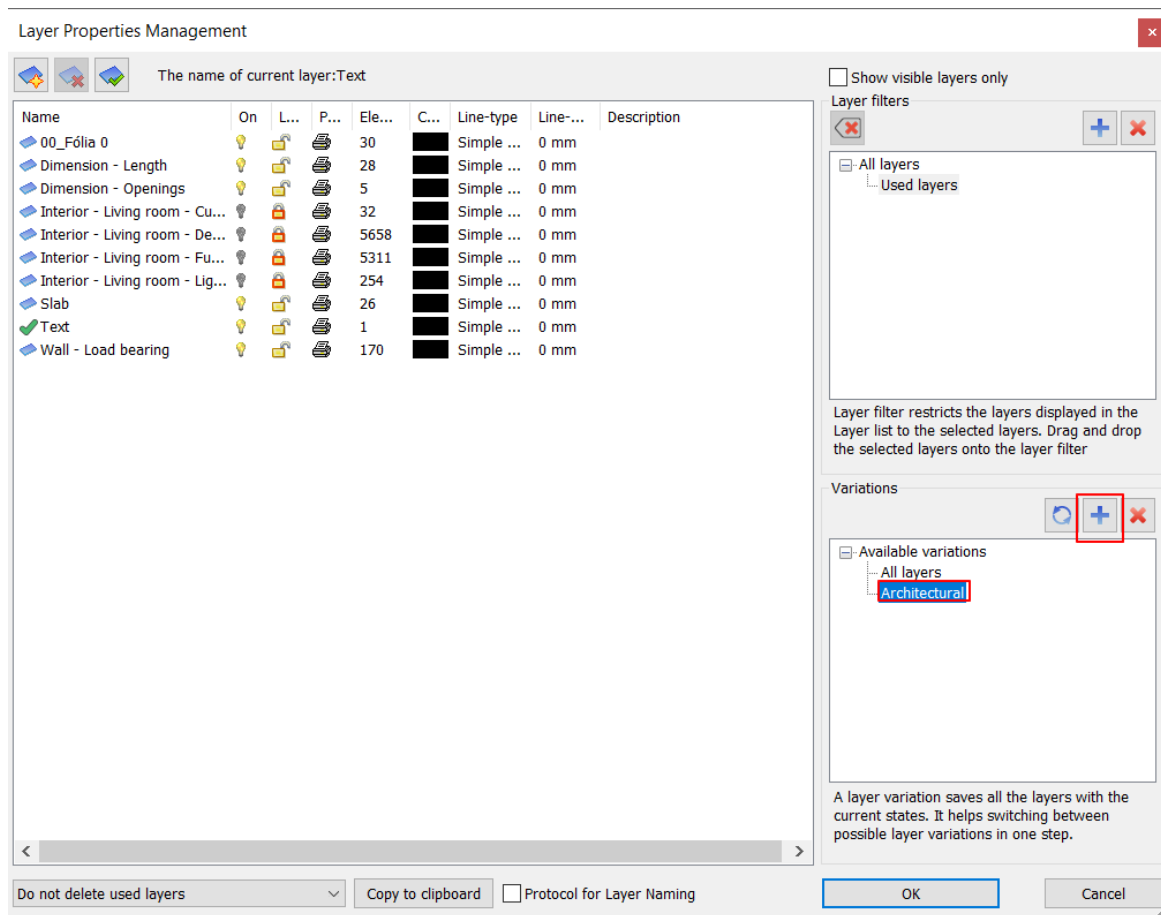 Layer Properties Management
The name of current layer:Text
Name On L... P... Ele... C... Line-type Line-... Description
00_Fólia 0 30 Simple ... 0 mm
Dimension - Length 28 Simple ... 0 mm
Dimension - Openings 5 Simple ... 0 mm
Interior - Living room - Cu... 32 Simple ... 0 mm
Interior - Living room - De... 5658 Simple ... 0 mm
Interior - Living room - Fu... 5311 Simple ... 0 mm
Interior - Living room - Lig... 254 Simple ... 0 mm
Slab 26 Simple ... 0 mm
Text 1 Simple ... 0 mm
Wall - Load bearing 170 Simple ... 0 mm
Show visible layers only
Layer filters
All layers
Used layers
Layer filter restricts the layers displayed in the
Layer list to the selected layers. Drag and drop
the selected layers onto the layer filter
Variations
Available variations
All layers
Architectural
A layer variation saves all the layers with the
current states. It helps switching between
possible layer variations in one step.
Do not delete used layers
Copy to clipboard
Protocol for Layer Naming
OK
Cancel